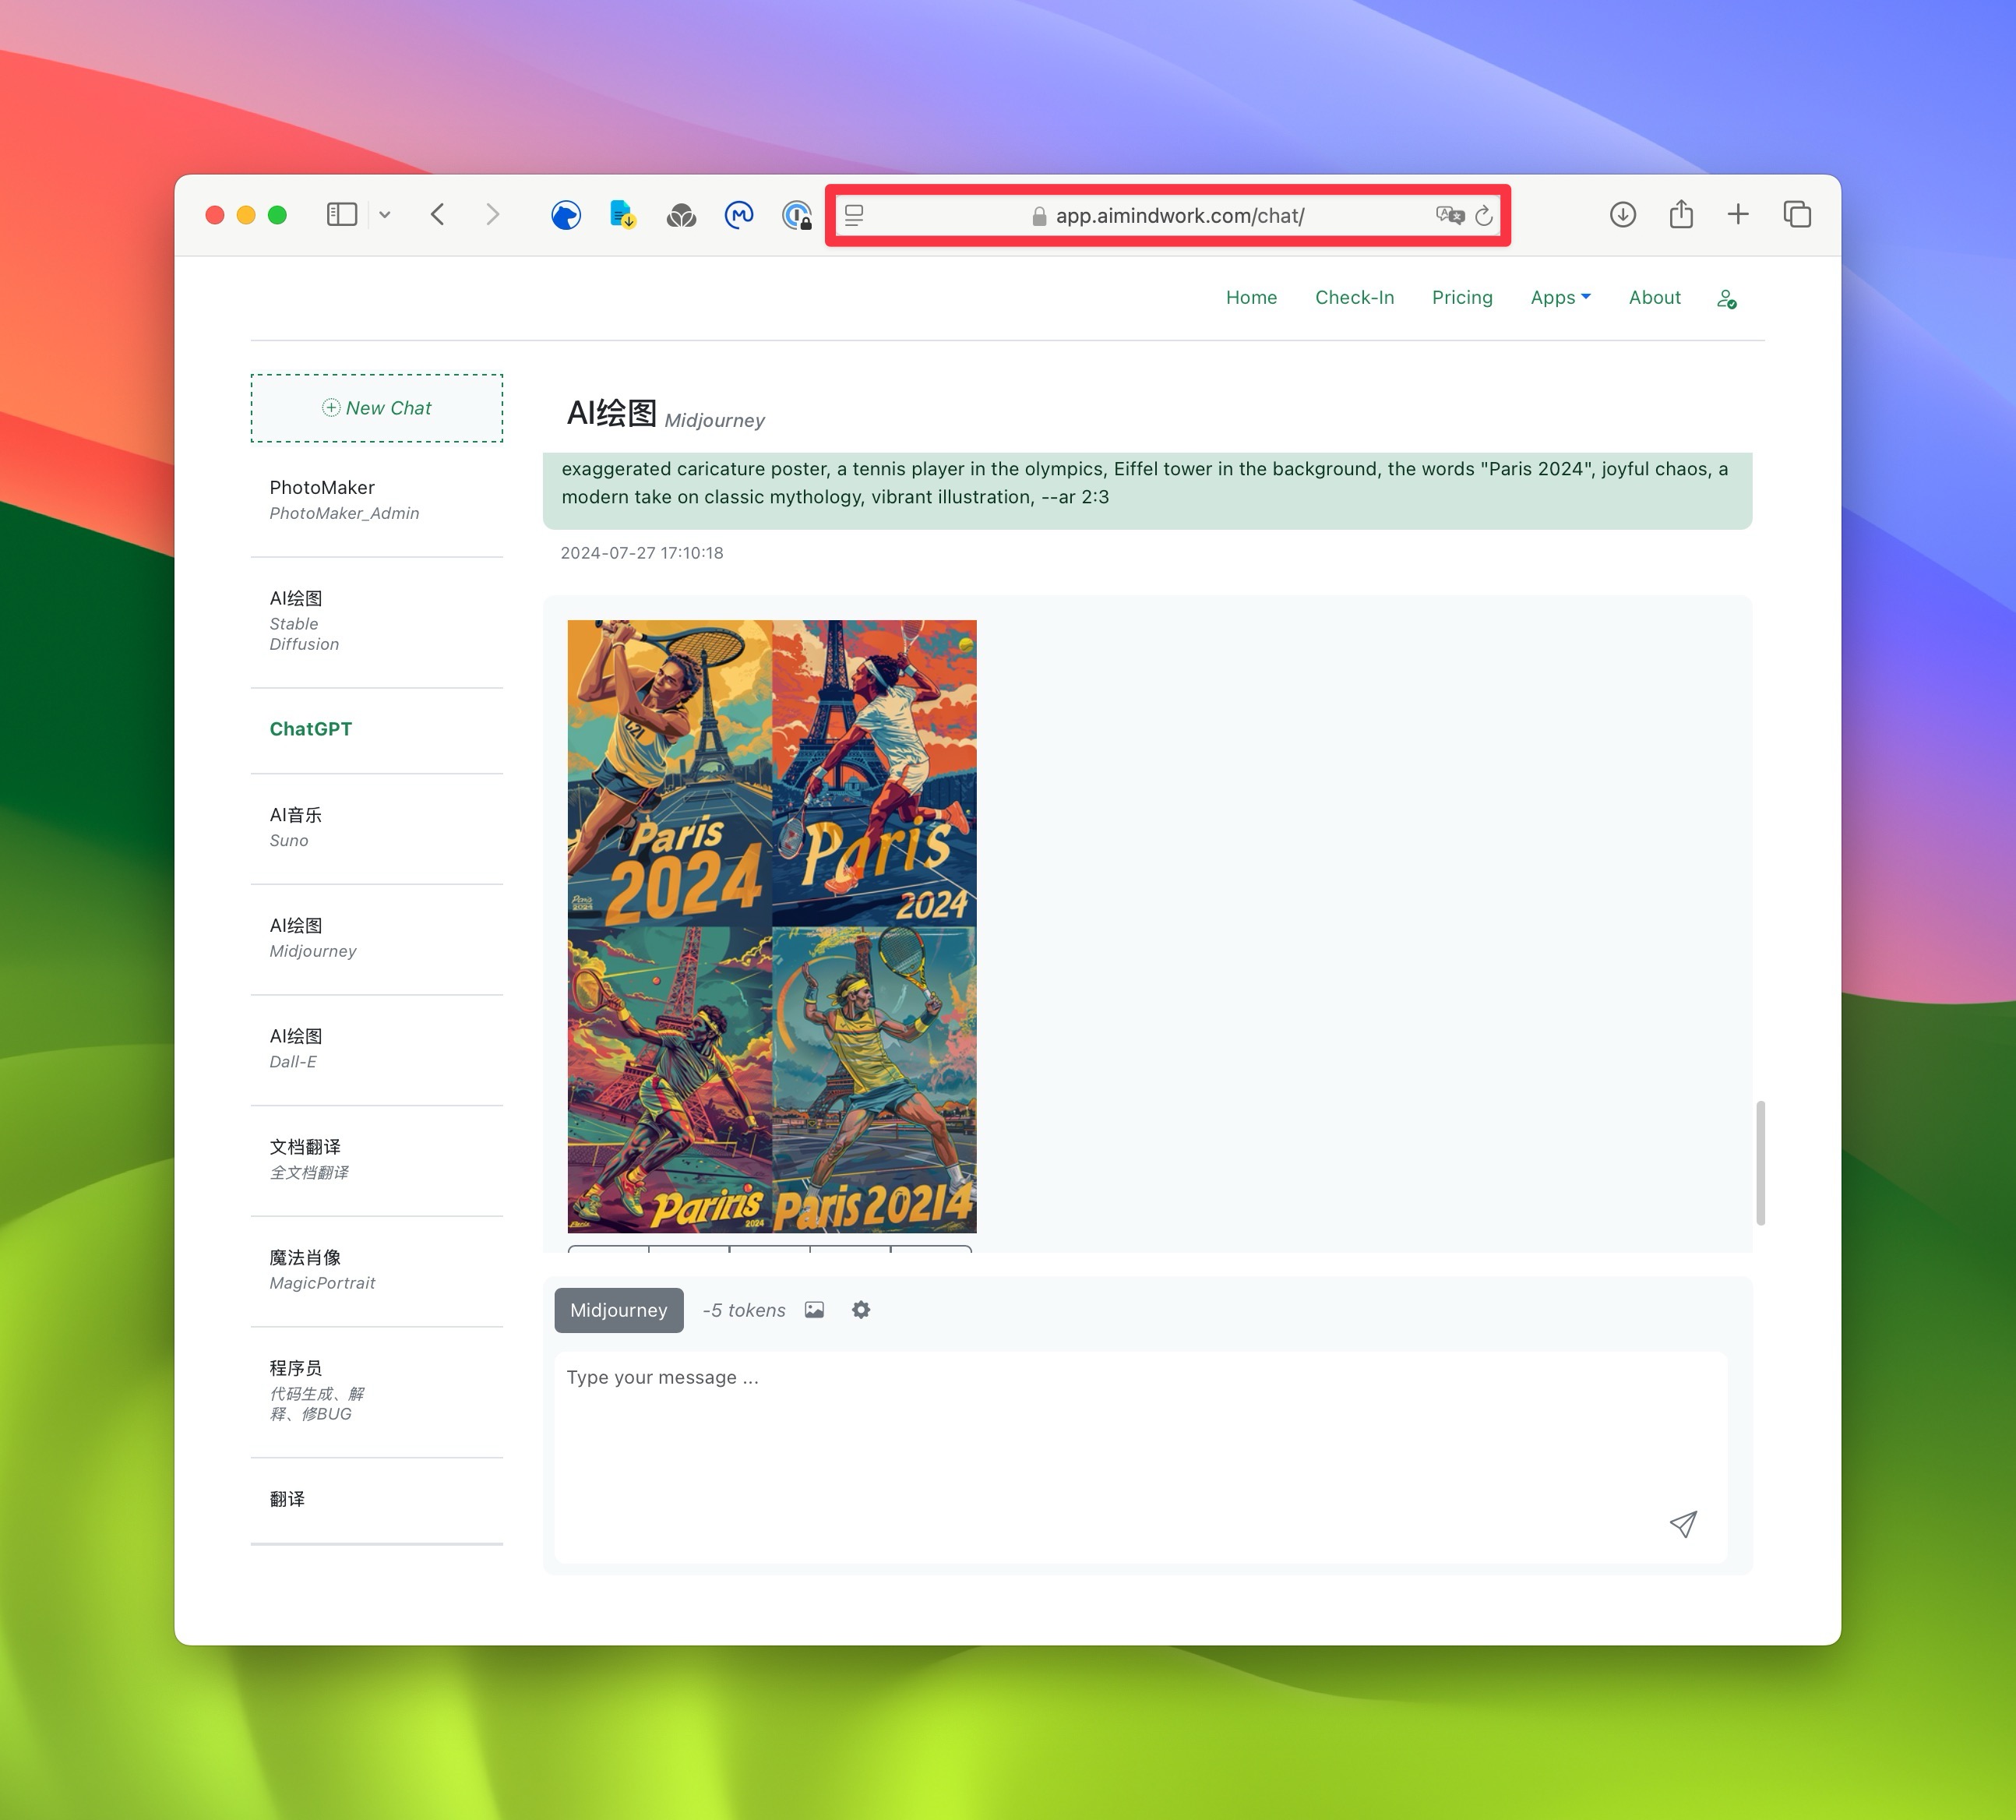 app.aimindwork.com/chat/
Home
Check-In
Pricing
Apps
About
New Chat
PhotoMaker
PhotoMaker_Admin
AI绘图
Stable
Diffusion
ChatGPT
AI音乐
Suno
AI绘图
Midjourney
AI绘图
Dall-E
文档翻译
全文档翻译
魔法肖像
MagicPortrait
程序员
代码生成、解
释、修BUG
翻译
AI绘图 Midjourney
exaggerated caricature poster, a tennis player in the olympics, Eiffel tower in the background, the words "Paris 2024", joyful chaos, a
modern take on classic mythology, vibrant illustration, --ar 2:3
2024-07-27 17:10:18
Paris
2024
Paris
2024
Pariris
2024
Paris 20214
Midjourney
-5 tokens
Type your message ...